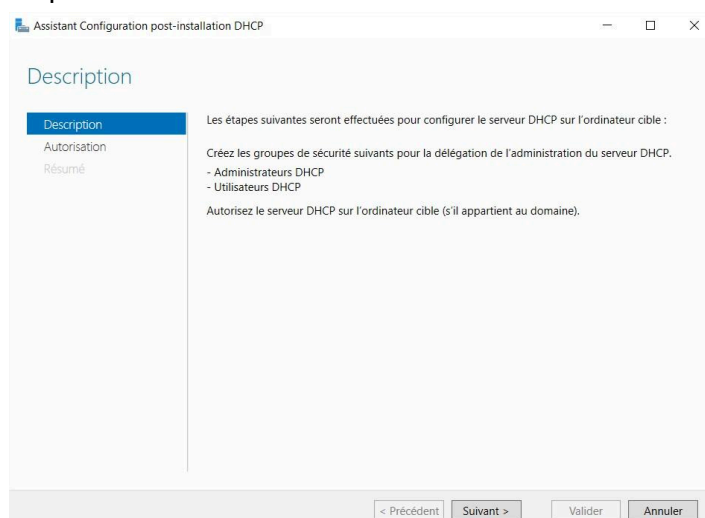 Assistant Configuration post-installation DHCP
Description
Description
Autorisation
Résumé
Les étapes suivantes seront effectuées pour configurer le serveur DHCP sur l'ordinateur cible :
Créez les groupes de sécurité suivants pour la délégation de l'administration du serveur DHCP.
- Administrateurs DHCP
- Utilisateurs DHCP
Autorisez le serveur DHCP sur l'ordinateur cible (s'il appartient au domaine).
< Précédent Suivant > Valider Annuler